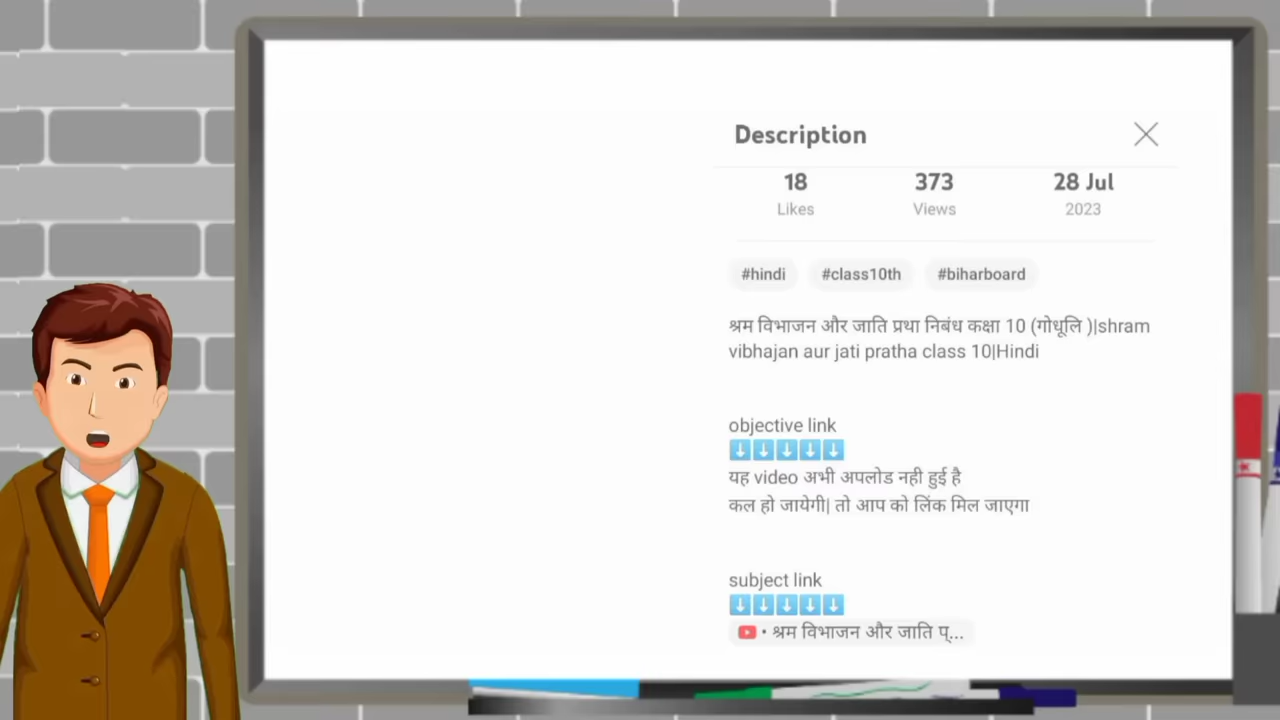 Description
18 373 28 Jul
Likes Views 2023
#hindi #class10th #biharboard
श्रम विभाजन और जाति प्रथा निबंध कक्षा 10 (गोधूलि )|shram
vibhajan aur jati pratha class 10|Hindi
objective link
⬇️⬇️⬇️⬇️⬇️
यह video अभी अपलोड नही हुई है
कल हो जायेगी| तो आप को लिंक मिल जाएगा
subject link
⬇️⬇️⬇️⬇️⬇️
• श्रम विभाजन और जाति प्...